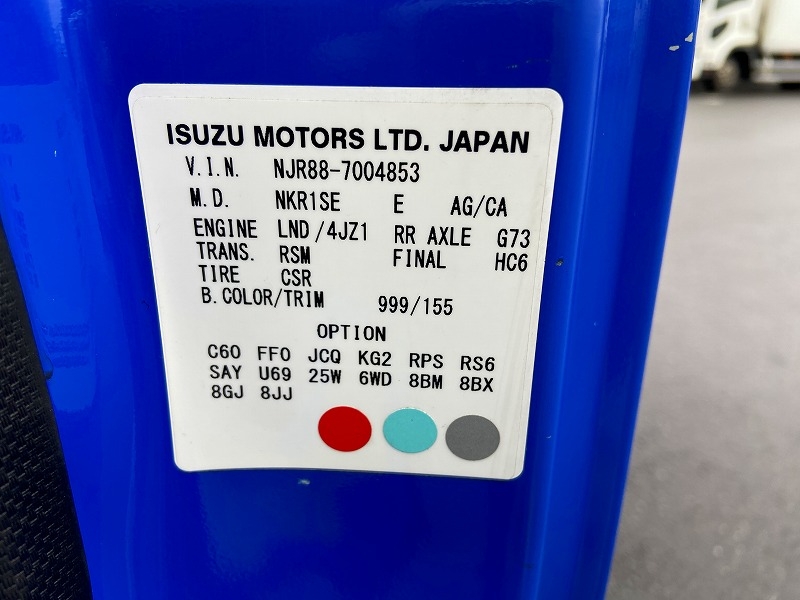 ISUZU MOTORS LTD. JAPAN
V.I.N. NJR88-7004853
M.D. NKR1SE E AG/CA
ENGINE LND/4JZ1 RR AXLE G73
TRANS. RSM FINAL HC6
TIRE CSR
B.COLOR/TRIM 999/155
OPTION
C60 FF0 JCQ KG2 RPS RS6
SAY U69 25W 6WD 8BM 8BX
8GJ 8JJ